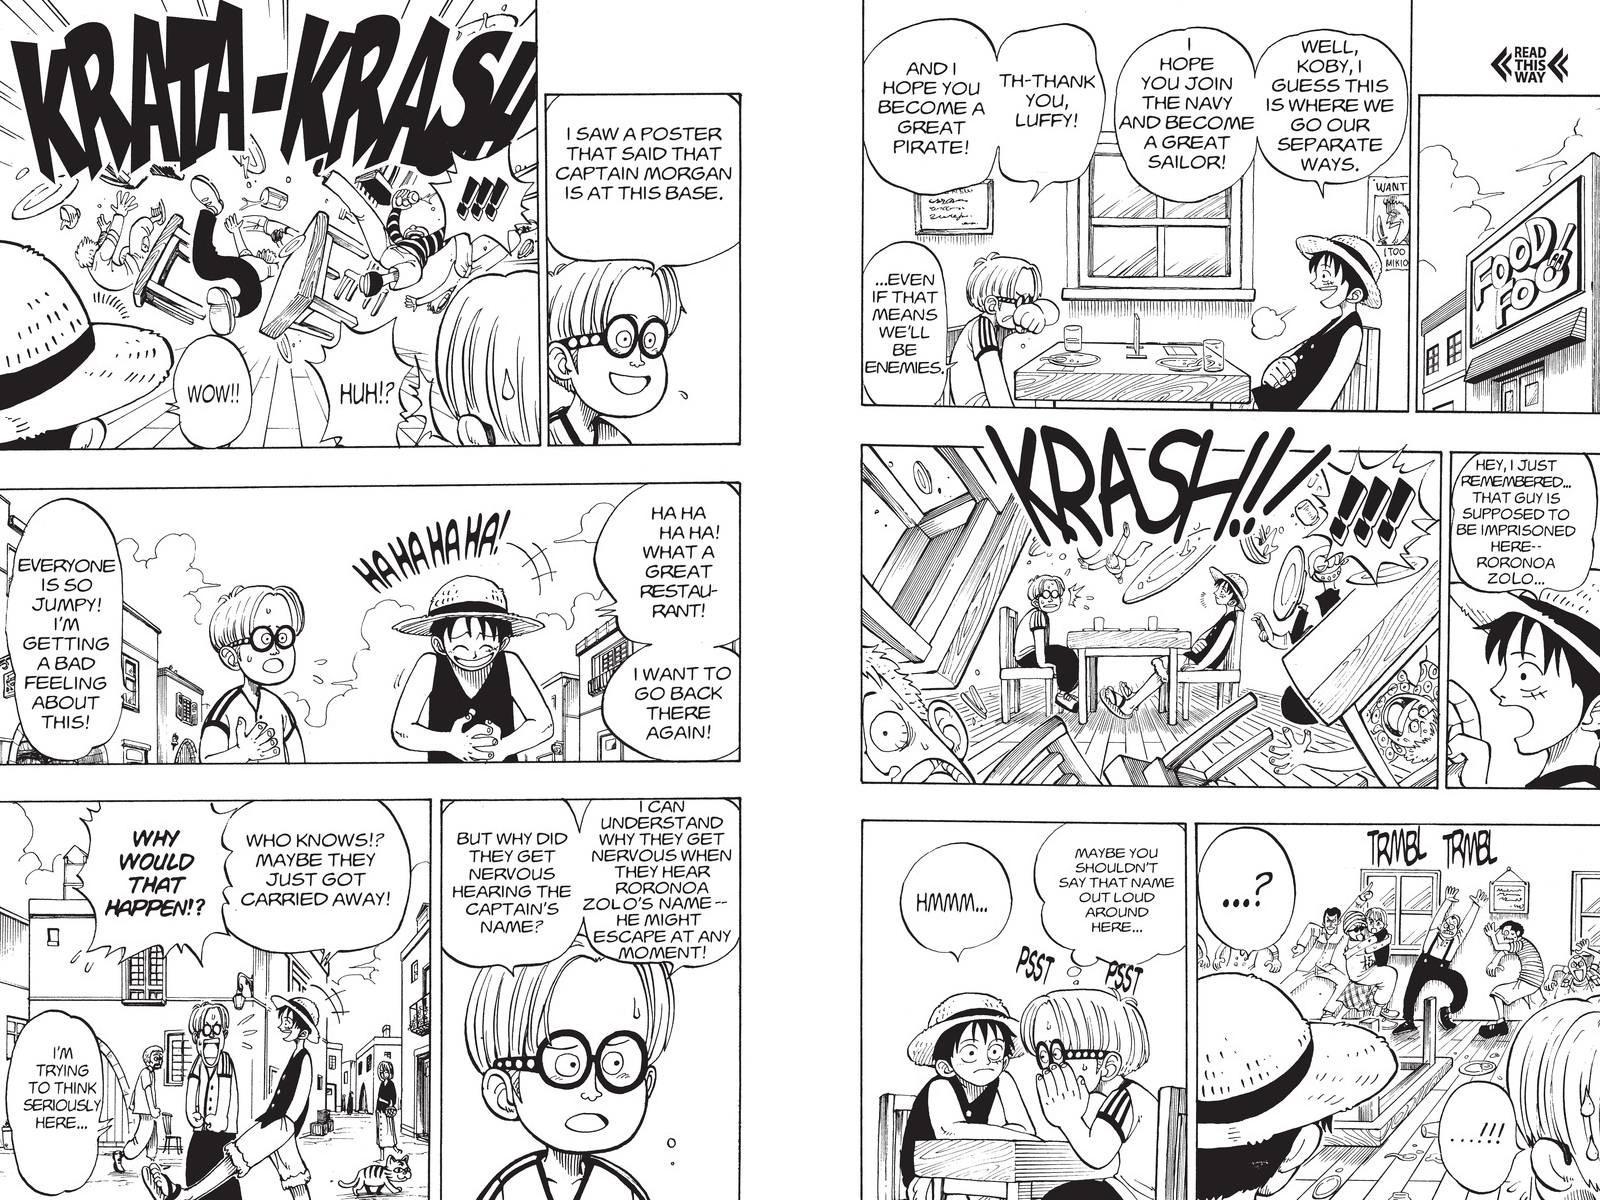 READ
THIS
WAY
FOOD
FOO!
WELL,
KOBY, I
GUESS THIS
IS WHERE WE
GO OUR
SEPARATE
WAYS.
I
HOPE
YOU JOIN
THE NAVY
AND BECOME
A GREAT
SAILOR!
TH-THANK
YOU,
LUFFY!
AND I
HOPE YOU
BECOME A
GREAT
PIRATE!
...EVEN
IF THAT
MEANS
WE'LL
BE
ENEMIES.
WANT
HEY, I JUST
REMEMBERED...
THAT GUY IS
SUPPOSED TO
BE IMPRISONED
HERE--
RORONOA
ZOLO...
!!!
KRASH!!
TRMBL TRMBL
...?
....!!!
MAYBE YOU
SHOULDN'T
SAY THAT NAME
OUT LOUD
AROUND
HERE...
PSST
PSST
HMMM...
I SAW A POSTER
THAT SAID THAT
CAPTAIN MORGAN
IS AT THIS BASE.
KRATA-KRASH
!!!
HUH!?
WOW!!
HA HA
HA HA!
WHAT A
GREAT
RESTAU-
RANT!
I WANT TO
GO BACK
THERE
AGAIN!
HA HA HA HA!
EVERYONE
IS SO
JUMPY!
I'M
GETTING
A BAD
FEELING
ABOUT
THIS!
I CAN
UNDERSTAND
WHY THEY GET
NERVOUS WHEN
THEY HEAR
RORONOA
ZOLO'S NAME--
HE MIGHT
ESCAPE AT ANY
MOMENT!
BUT WHY DID
THEY GET
NERVOUS
HEARING THE
CAPTAIN'S
NAME?
WHO KNOWS!?
MAYBE THEY
JUST GOT
CARRIED AWAY!
WHY
WOULD
THAT
HAPPEN!?
I'M
TRYING
TO THINK
SERIOUSLY
HERE...